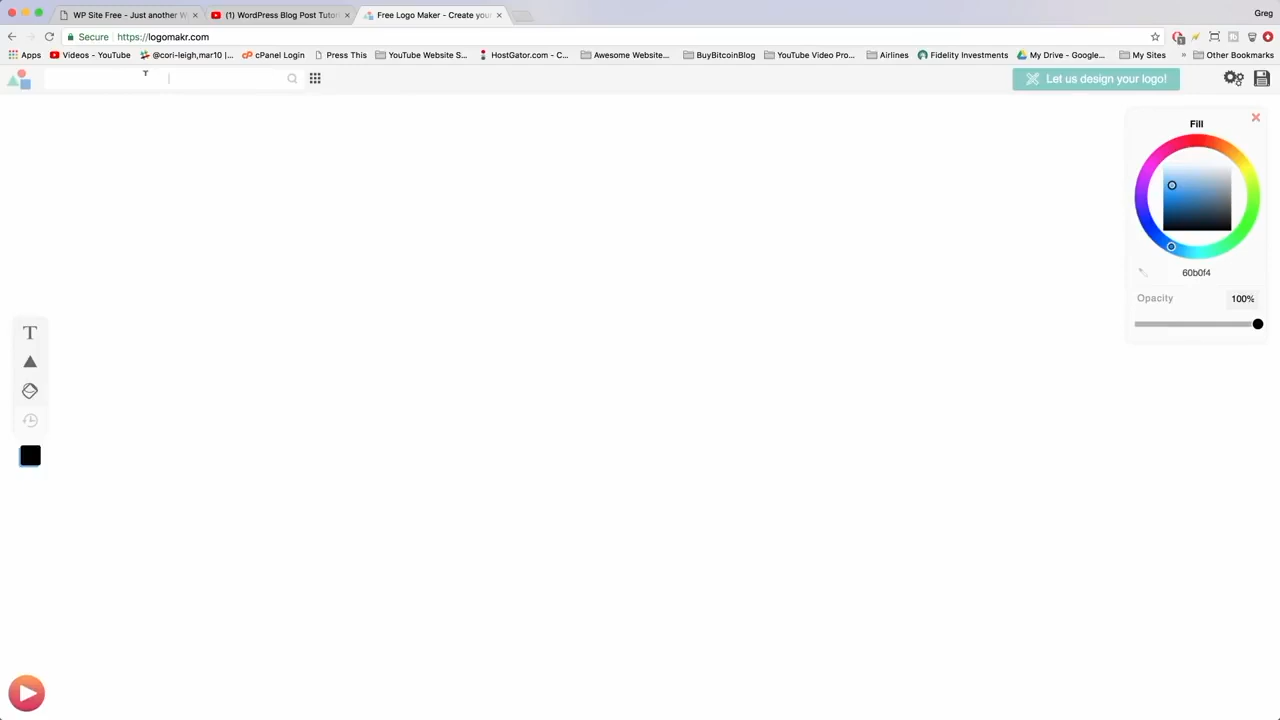 WP Site Free - Just another W
(1) WordPress Blog Post Tutor
Free Logo Maker - Create your
Greg
Secure
https://logomakr.com
Apps
Videos - YouTube
@cori-leigh,mar10 |...
cPanel Login
Press This
YouTube Website S...
HostGator.com - C...
Awesome Website...
BuyBitcoinBlog
YouTube Video Pro...
Airlines
Fidelity Investments
My Drive - Google...
My Sites
»
Other Bookmarks
T
Let us design your logo!
Fill
60b0f4
Opacity
100%
T